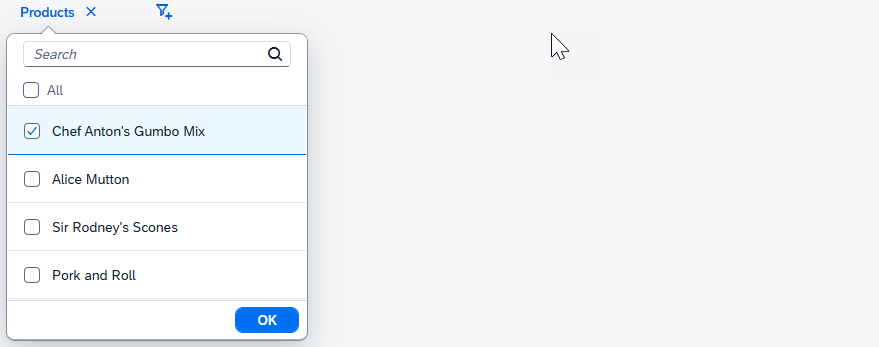 Products
Search
All
Chef Anton's Gumbo Mix
Alice Mutton
Sir Rodney's Scones
Pork and Roll
OK